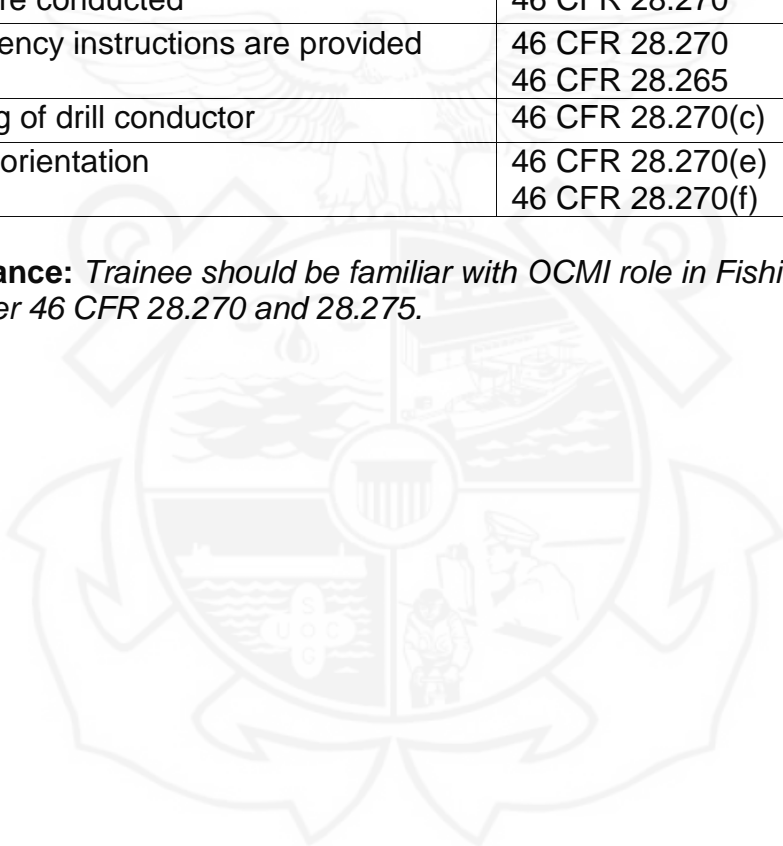 re conducted 46 CFR 28.270
ency instructions are provided 46 CFR 28.270
46 CFR 28.265
g of drill conductor 46 CFR 28.270(c)
orientation 46 CFR 28.270(e)
46 CFR 28.270(f)
ance: Trainee should be familiar with OCMI role in Fishi
er 46 CFR 28.270 and 28.275.
S
U O C
G